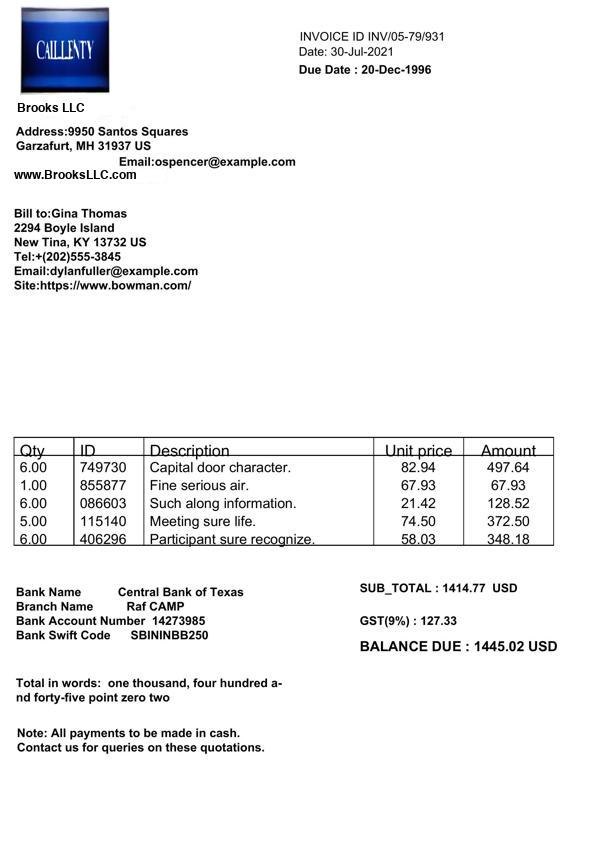 CAILLENTY
INVOICE ID INV/05-79/931
Date: 30-Jul-2021
Due Date : 20-Dec-1996
Brooks LLC
Address:9950 Santos Squares
Garzafurt, MH 31937 US
Email:ospencer@example.com
www.BrooksLLC.com
Bill to:Gina Thomas
2294 Boyle Island
New Tina, KY 13732 US
Tel:+(202)555-3845
Email:dylanfuller@example.com
Site:https://www.bowman.com/
Qty ID Description Unit price Amount
6.00 749730 Capital door character. 82.94 497.64
1.00 855877 Fine serious air. 67.93 67.93
6.00 086603 Such along information. 21.42 128.52
5.00 115140 Meeting sure life. 74.50 372.50
6.00 406296 Participant sure recognize. 58.03 348.18
SUB_TOTAL : 1414.77 USD
GST(9%) : 127.33
BALANCE DUE : 1445.02 USD
Bank Name Central Bank of Texas
Branch Name Raf CAMP
Bank Account Number 14273985
Bank Swift Code SBININBB250
Total in words: one thousand, four hundred a-
nd forty-five point zero two
Note: All payments to be made in cash.
Contact us for queries on these quotations.